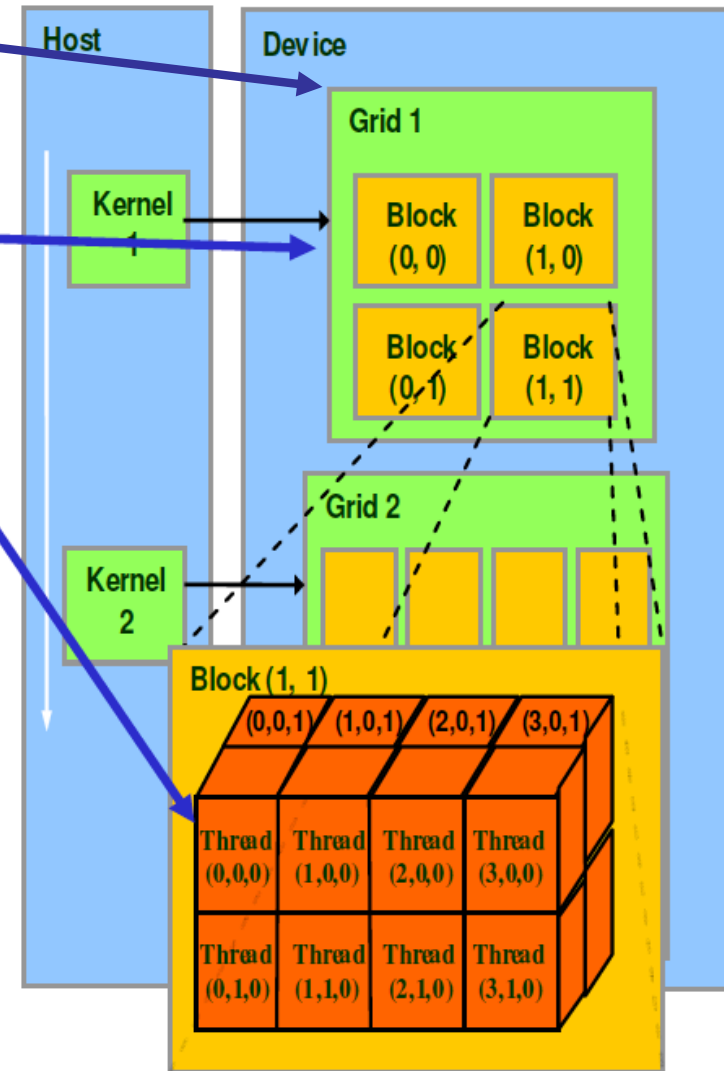 Host
Device
Grid 1
Kernel
1
Block
(0, 0)
Block
(1, 0)
Block
(0, 1)
Block
(1, 1)
Grid 2
Kernel
2
Block (1, 1)
(0,0,1) (1,0,1) (2,0,1) (3,0,1)
Thread
(0,0,0)
Thread
(1,0,0)
Thread
(2,0,0)
Thread
(3,0,0)
Thread
(0,1,0)
Thread
(1,1,0)
Thread
(2,1,0)
Thread
(3,1,0)